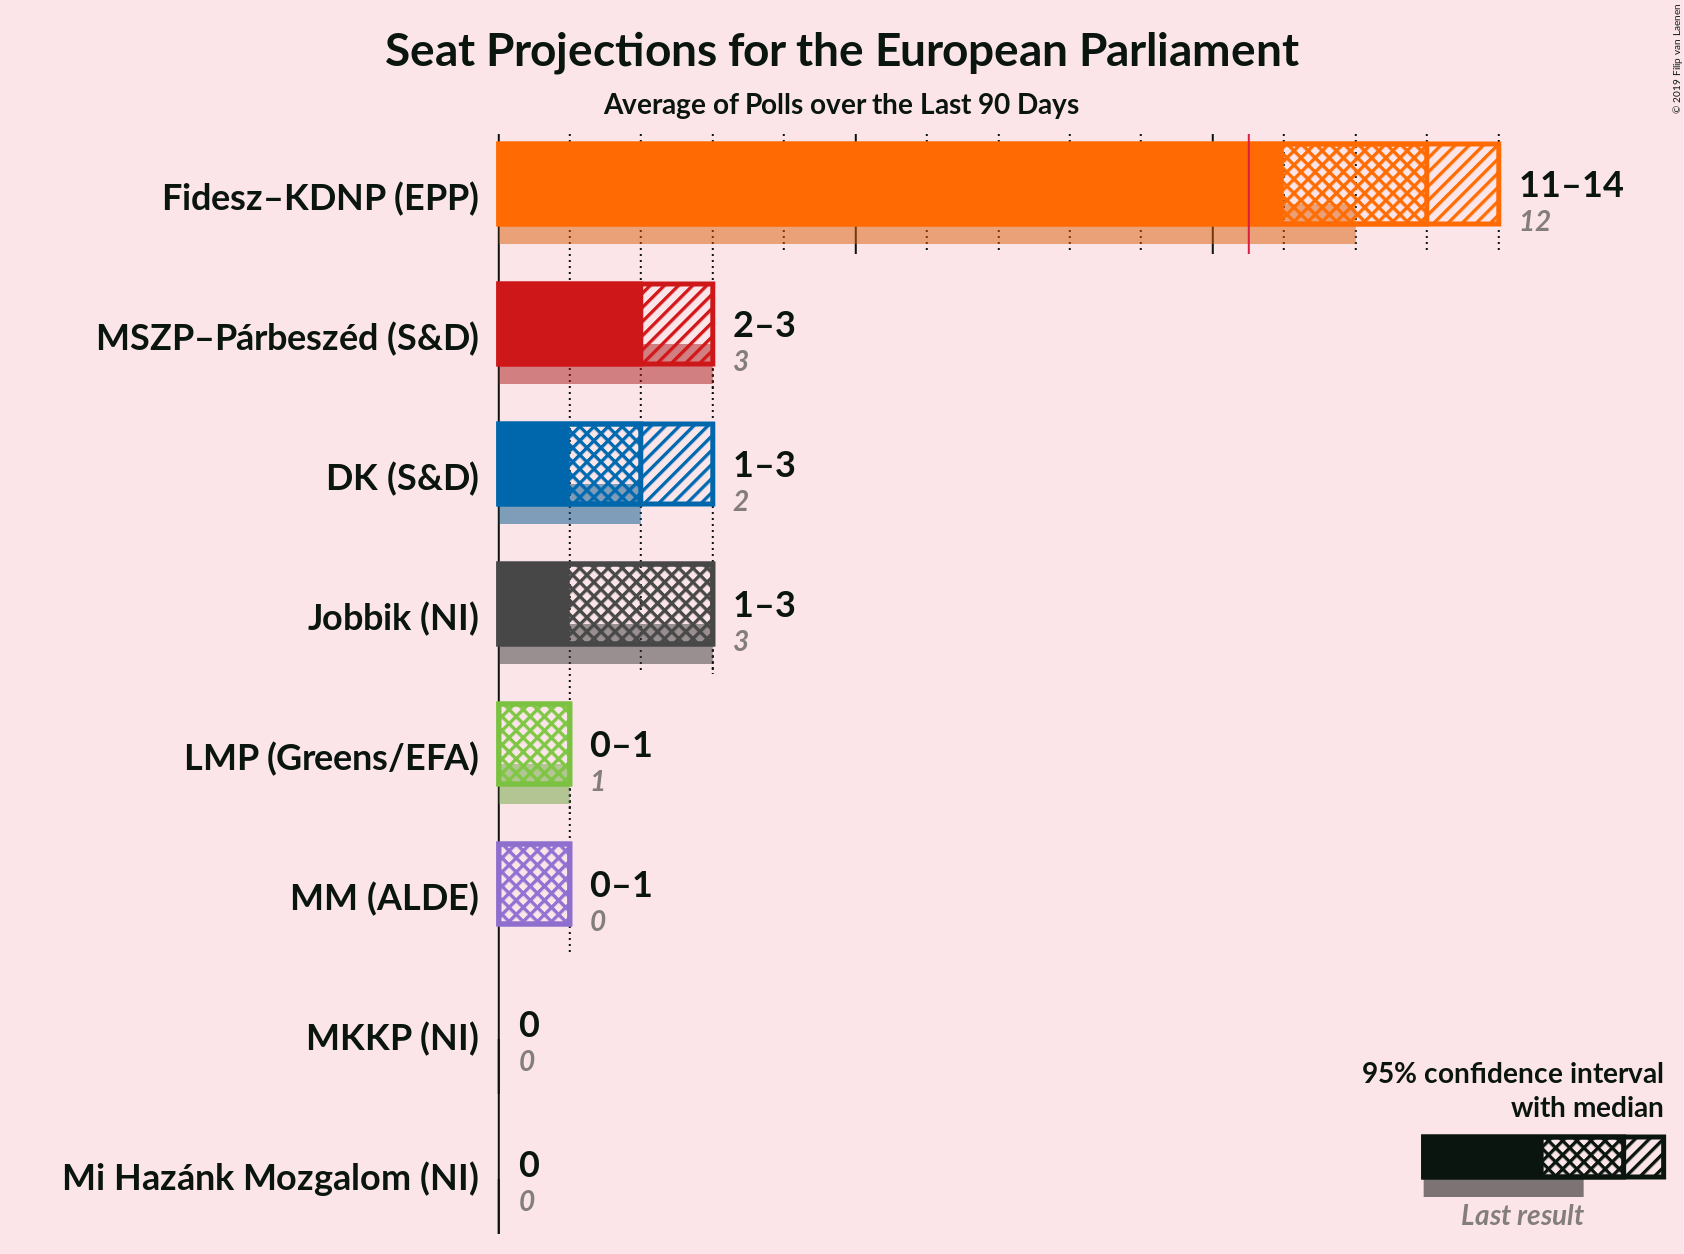 Seat Projections for the European Parliament
Average of Polls over the Last 90 Days
© 2019 Filip van Laenen
Fidesz–KDNP (EPP)
11–14
12
MSZP–Párbeszéd (S&D)
2–3
3
DK (S&D)
1–3
2
Jobbik (NI)
1–3
3
LMP (Greens/EFA)
0–1
1
MM (ALDE)
0–1
0
MKKP (NI)
0
0
Mi Hazánk Mozgalom (NI)
0
0
95% confidence interval
with median
Last result